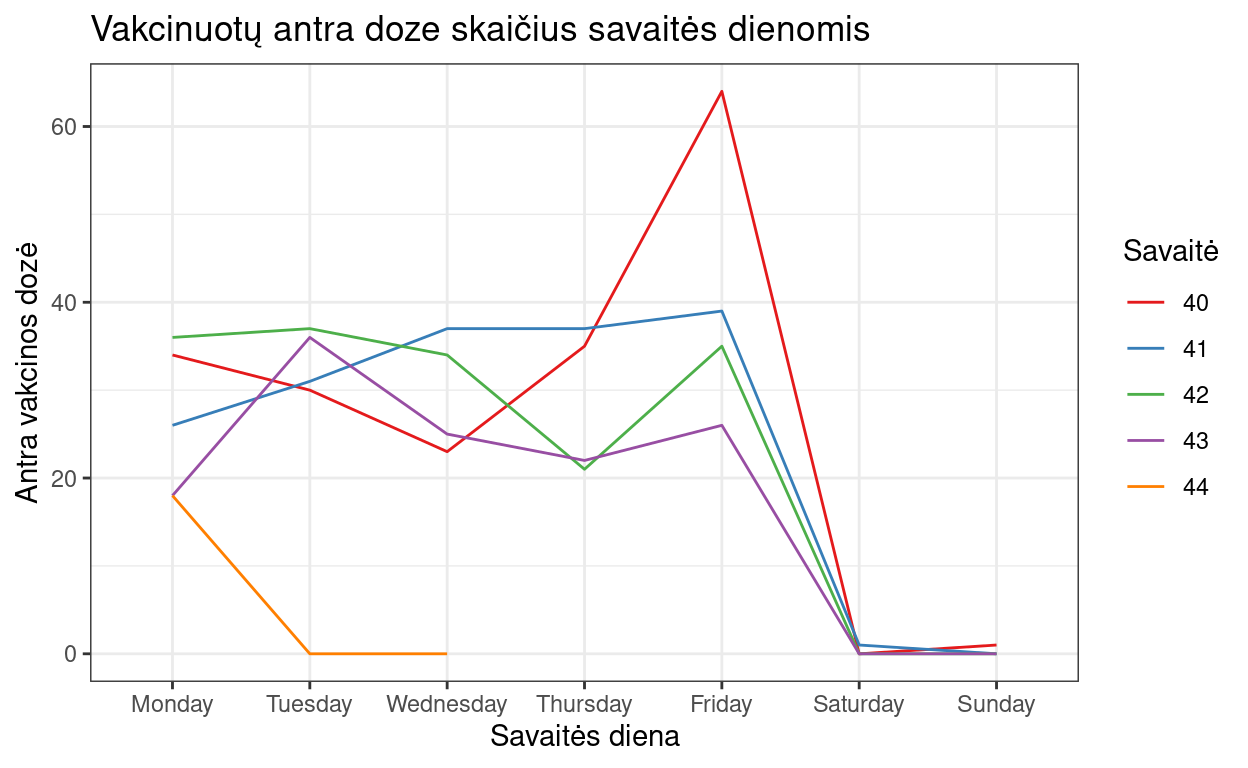 Vakcinuotų antra doze skaičius savaitės dienomis
Antra vakcinos dozė
60
40
20
0
Monday Tuesday Wednesday Thursday Friday Saturday Sunday
Savaitės diena
Savaitė
40
41
42
43
44